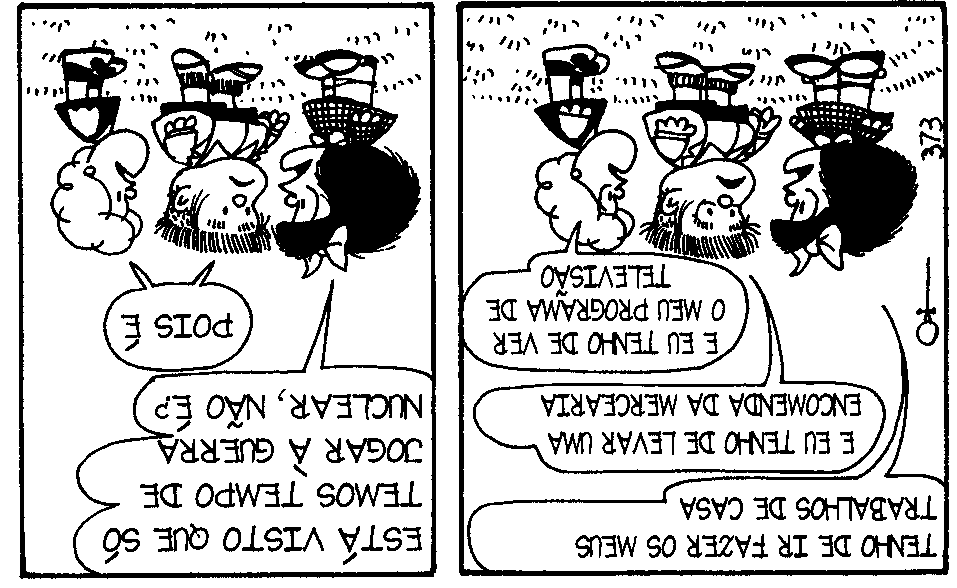 TENHO DE IR FAZER OS MEUS
TRABALHOS DE CASA
E EU TENHO DE LEVAR UMA
ENCOMENDA DA MERCEARIA
E EU TENHO DE VER
O MEU PROGRAMA DE
TELEVISÃO
373
ESTÁ VISTO QUE SÓ
TEMOS TEMPO DE
JOGAR À GUERRA
NUCLEAR, NÃO É?
POIS É